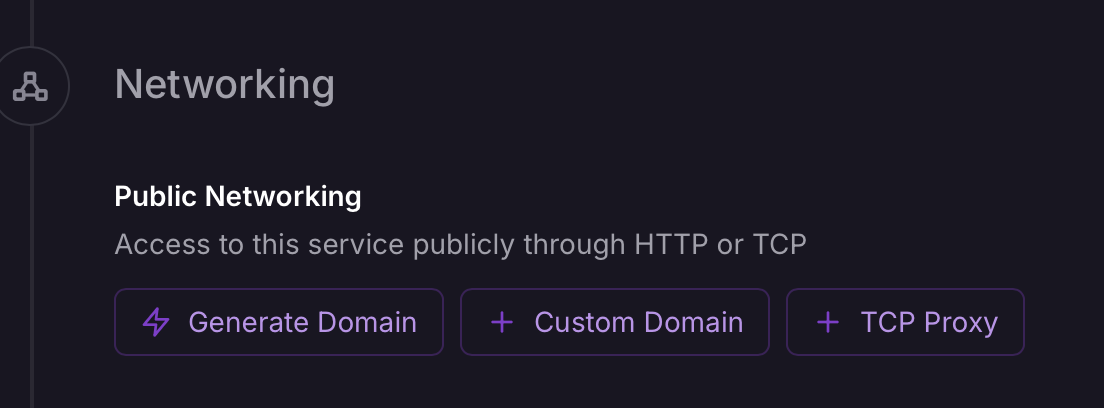 Networking
Public Networking
Access to this service publicly through HTTP or TCP
Generate Domain
Custom Domain
TCP Proxy